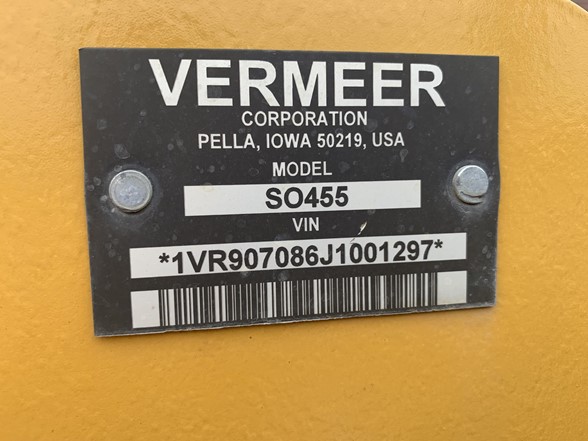 VERMEER
CORPORATION
PELLA, IOWA 50219, USA
MODEL
SO455
VIN
*1VR907086J1001297*